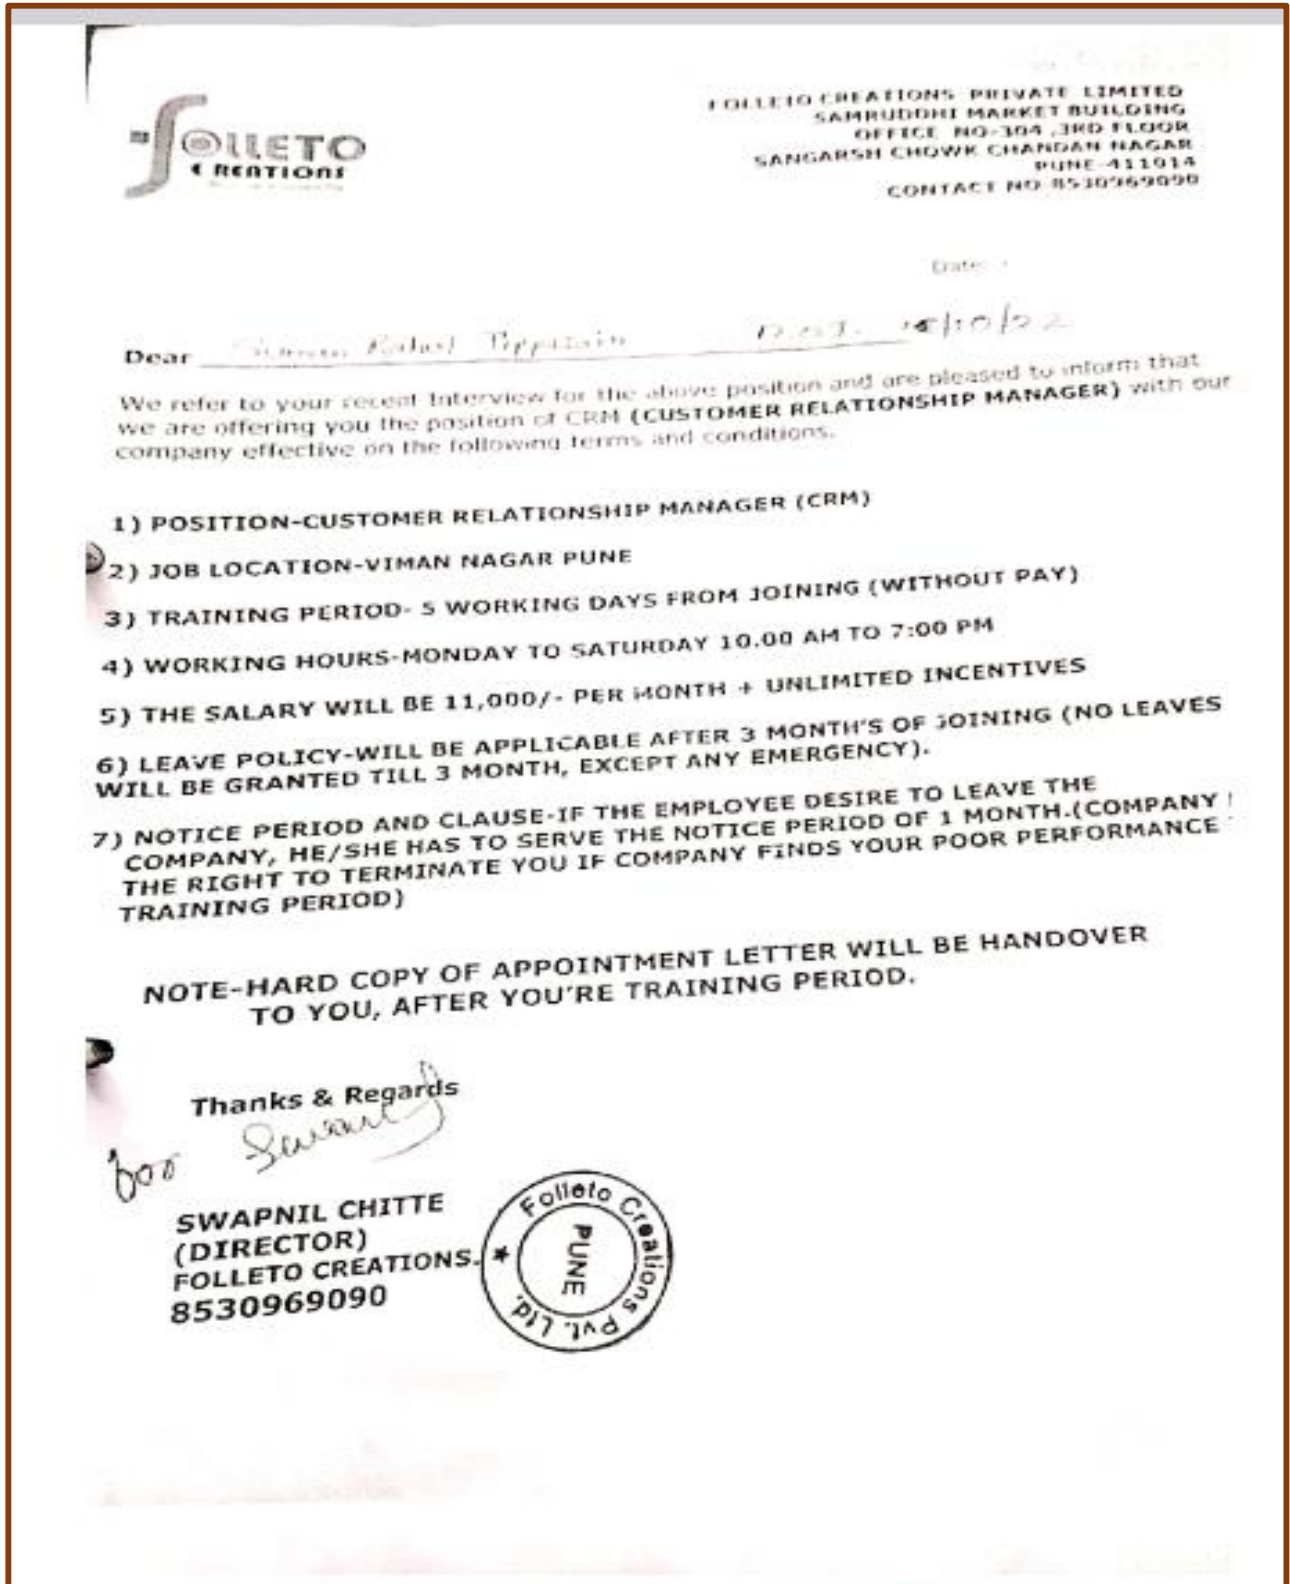 FOLLETO
CREATIONS
FOLLETO CREATIONS PRIVATE LIMITED
SAMRUDDHI MARKET BUILDING
OFFICE NO-304 ,3RD FLOOR
SANGARSH CHOWK CHANDAN NAGAR
PUNE-411014
CONTACT NO 8530969090
Date:
Dear D.O.J. 15/10/22
We refer to your recent Interview for the above position and are pleased to inform that
we are offering you the position of CRM (CUSTOMER RELATIONSHIP MANAGER) with our
company effective on the following terms and conditions.
1) POSITION-CUSTOMER RELATIONSHIP MANAGER (CRM)
2) JOB LOCATION-VIMAN NAGAR PUNE
3) TRAINING PERIOD- 5 WORKING DAYS FROM JOINING (WITHOUT PAY)
4) WORKING HOURS-MONDAY TO SATURDAY 10.00 AM TO 7:00 PM
5) THE SALARY WILL BE 11,000/- PER MONTH + UNLIMITED INCENTIVES
6) LEAVE POLICY-WILL BE APPLICABLE AFTER 3 MONTH'S OF JOINING (NO LEAVES
WILL BE GRANTED TILL 3 MONTH, EXCEPT ANY EMERGENCY).
7) NOTICE PERIOD AND CLAUSE-IF THE EMPLOYEE DESIRE TO LEAVE THE
COMPANY, HE/SHE HAS TO SERVE THE NOTICE PERIOD OF 1 MONTH.(COMPANY
THE RIGHT TO TERMINATE YOU IF COMPANY FINDS YOUR POOR PERFORMANCE
TRAINING PERIOD)
NOTE-HARD COPY OF APPOINTMENT LETTER WILL BE HANDOVER
TO YOU, AFTER YOU'RE TRAINING PERIOD.
Thanks & Regards
for
SWAPNIL CHITTE
(DIRECTOR)
FOLLETO CREATIONS.
8530969090
Folleto Creations Pvt. Ltd.
PUNE